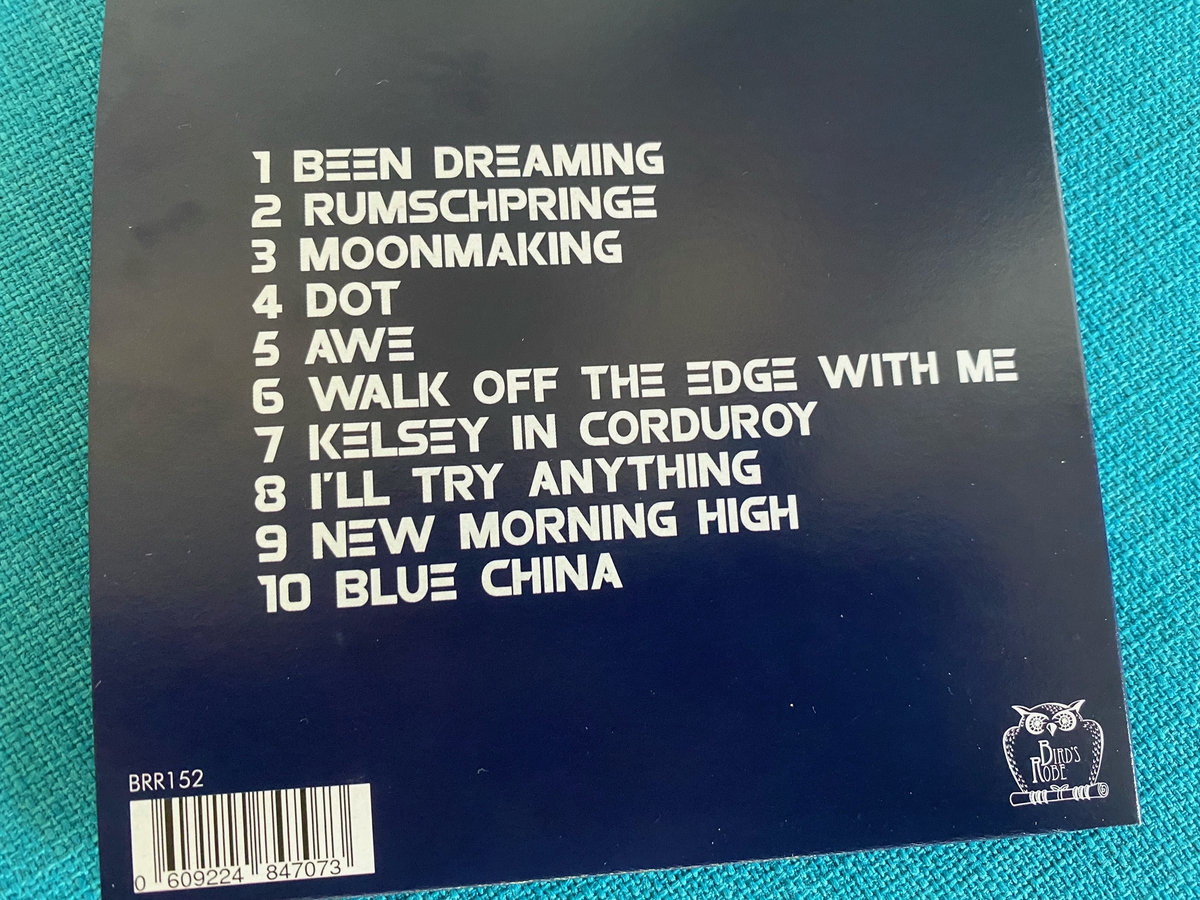 1 BEEN DREAMING
2 RUMSCHPRINGE
3 MOONMAKING
4 DOT
5 AWE
6 WALK OFF THE EDGE WITH ME
7 KELSEY IN CORDUROY
8 I'LL TRY ANYTHING
9 NEW MORNING HIGH
10 BLUE CHINA
BIRD'S
ROBE
BRR152
0 609224 847073